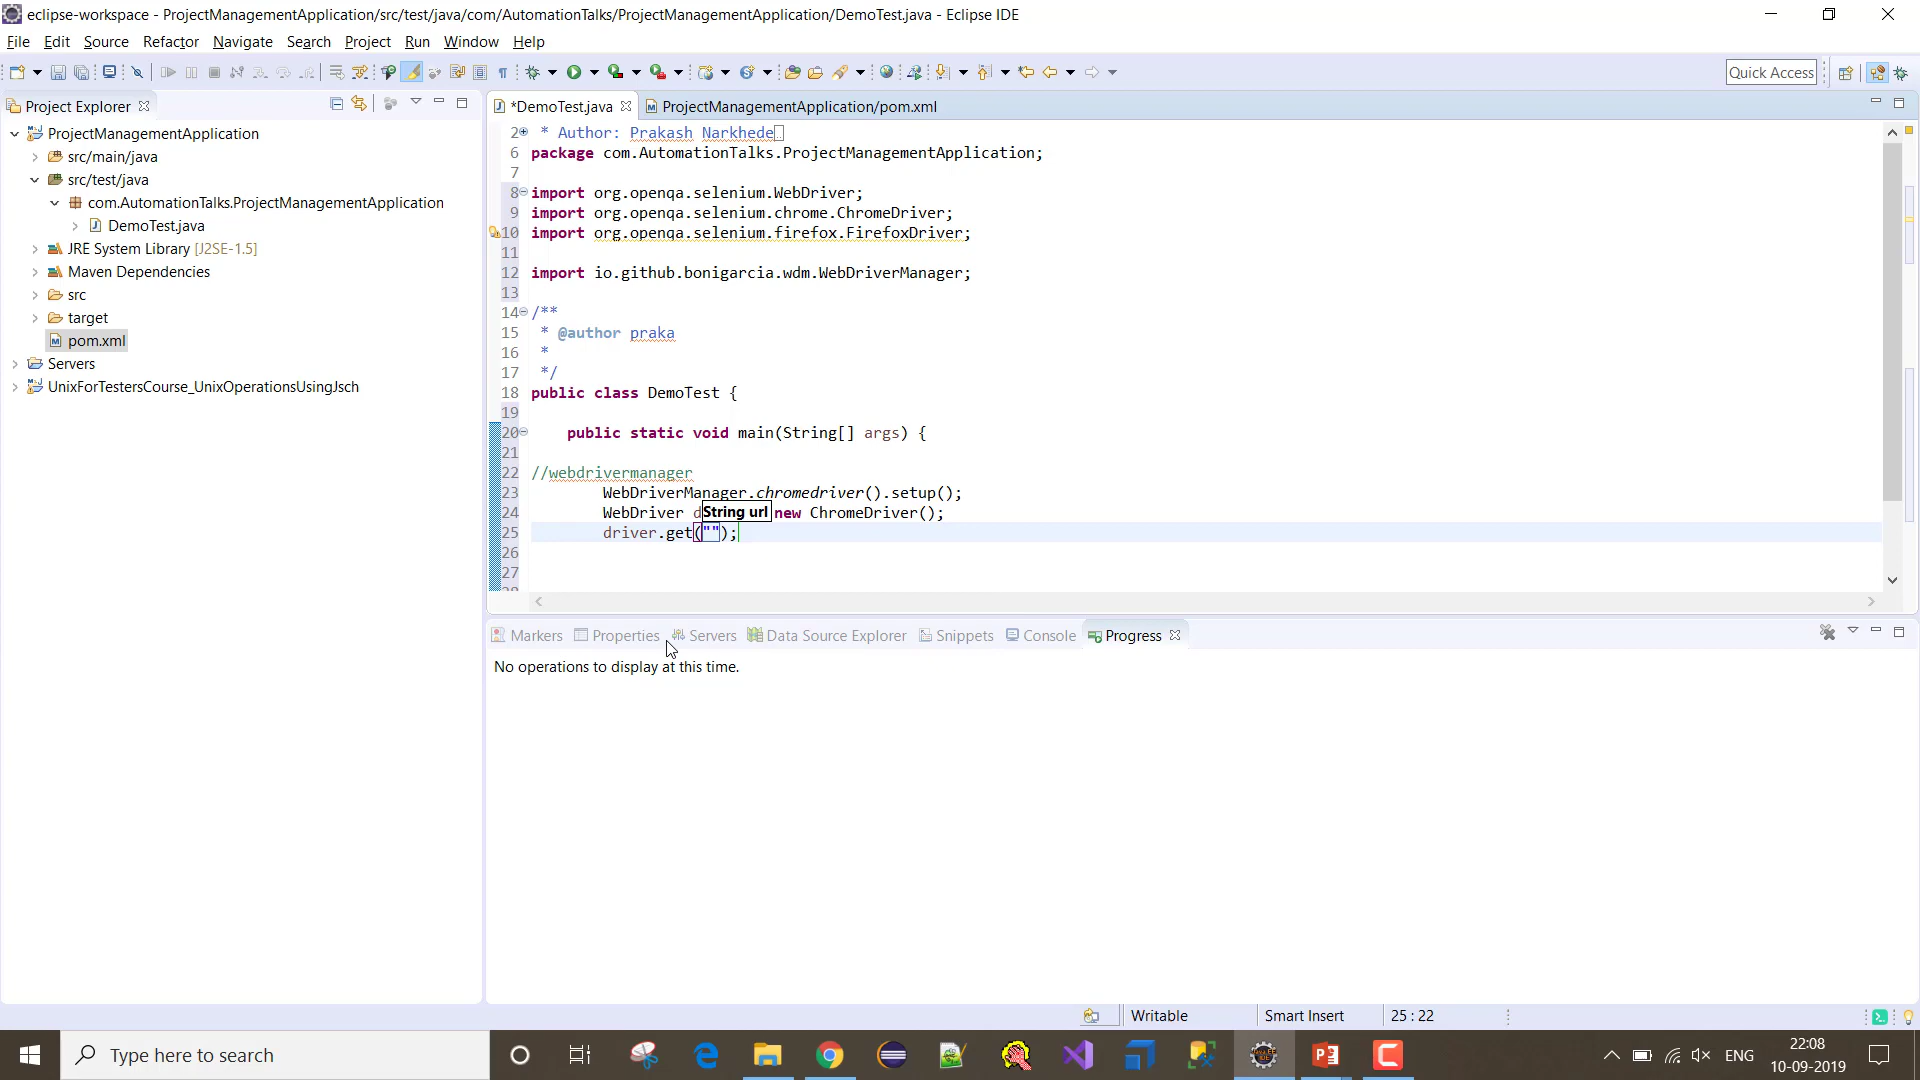 eclipse-workspace - ProjectManagementApplication/src/test/java/com/AutomationTalks/ProjectManagementApplication/DemoTest.java - Eclipse IDE
File Edit Source Refactor Navigate Search Project Run Window Help
Quick Access
Project Explorer
ProjectManagementApplication
src/main/java
src/test/java
com.AutomationTalks.ProjectManagementApplication
DemoTest.java
JRE System Library [J2SE-1.5]
Maven Dependencies
src
target
pom.xml
Servers
UnixForTestersCourse_UnixOperationsUsingJsch
*DemoTest.java ProjectManagementApplication/pom.xml
2 * Author: Prakash Narkhede
6 package com.AutomationTalks.ProjectManagementApplication;
7
8 import org.openqa.selenium.WebDriver;
9 import org.openqa.selenium.chrome.ChromeDriver;
10 import org.openqa.selenium.firefox.FirefoxDriver;
11
12 import io.github.bonigarcia.wdm.WebDriverManager;
13
14 /**
15 * @author praka
16 *
17 */
18 public class DemoTest {
19
20 public static void main(String[] args) {
21
22 //webdrivermanager
23 WebDriverManager.chromedriver().setup();
24 WebDriver d String url new ChromeDriver();
25 driver.get("");
26
27
Markers Properties Servers Data Source Explorer Snippets Console Progress
No operations to display at this time.
Writable Smart Insert 25 : 22
Type here to search
ENG
22:08
10-09-2019